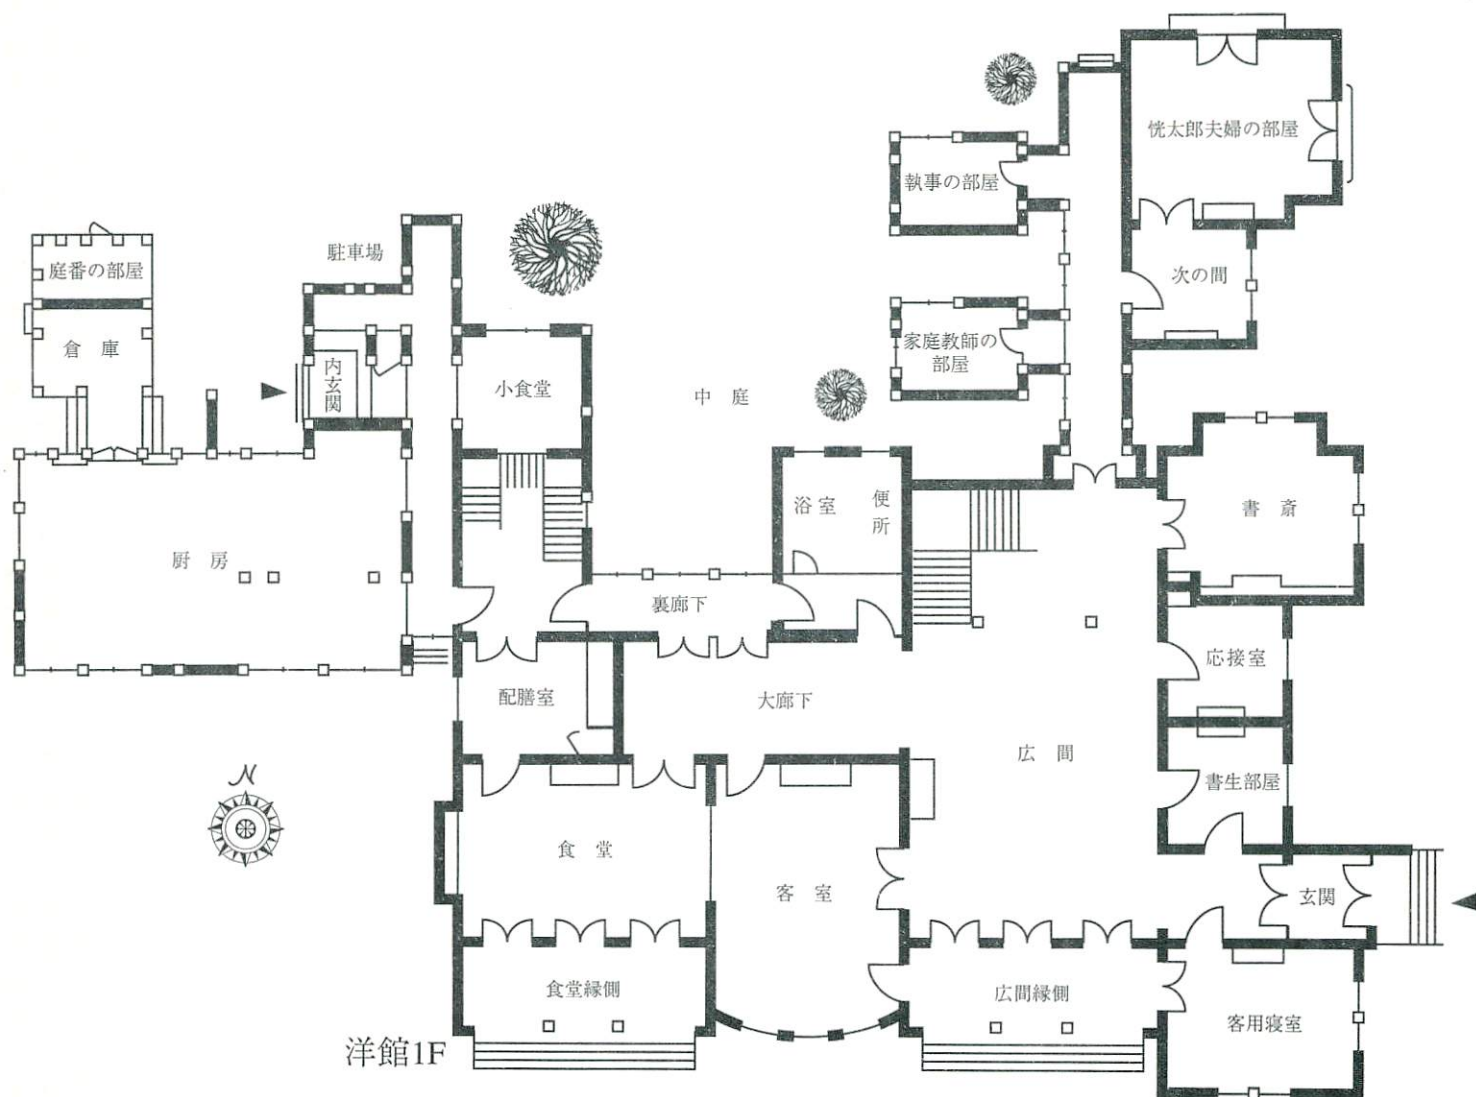 恍太郎夫婦の部屋
執事の部屋
駐車場
庭番の部屋
次の間
家庭教師の
部屋
倉 庫
内玄関
小食堂
中 庭
浴室
便所
書 斎
厨 房
裏廊下
応接室
配膳室
大廊下
広 間
書生部屋
N
食 堂
客 室
玄関
食堂縁側
広間縁側
客用寝室
洋館1F